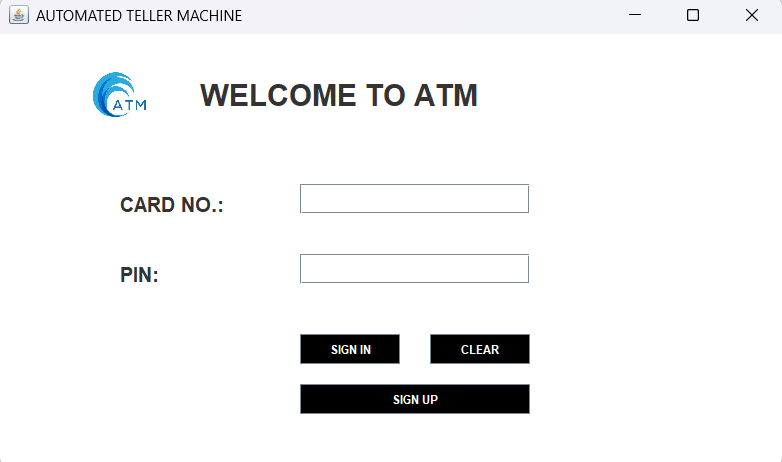 AUTOMATED TELLER MACHINE
ATM
WELCOME TO ATM
CARD NO.:
PIN:
SIGN IN
CLEAR
SIGN UP